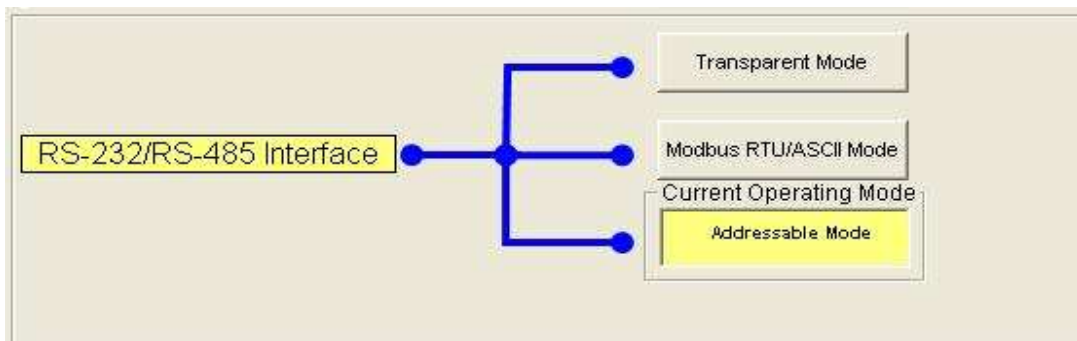 Transparent Mode
RS-232/RS-485 Interface
Modbus RTU/ASCII Mode
Current Operating Mode
Addressable Mode